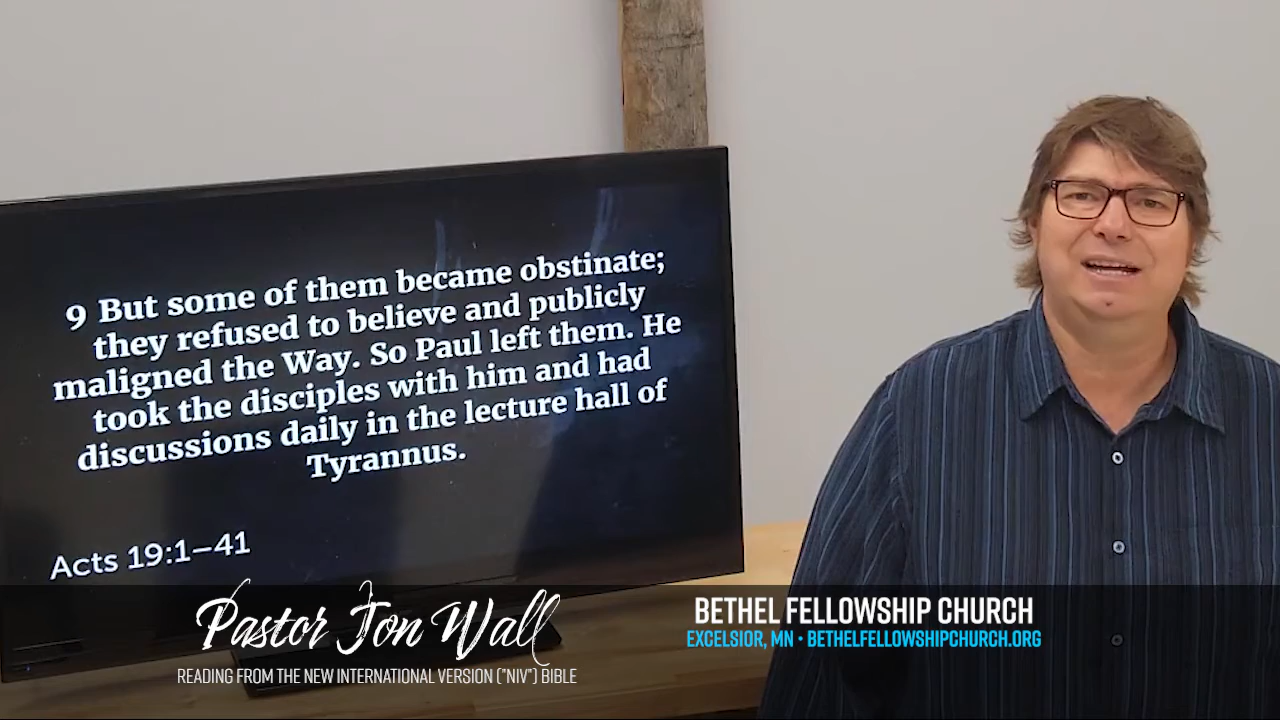 9 But some of them became obstinate;
they refused to believe and publicly
maligned the Way. So Paul left them. He
took the disciples with him and had
discussions daily in the lecture hall of
Tyrannus.
Acts 19:1–41
Pastor Jon Wall
READING FROM THE NEW INTERNATIONAL VERSION ("NIV") BIBLE
BETHEL FELLOWSHIP CHURCH
EXCELSIOR, MN • BETHELFELLOWSHIPCHURCH.ORG